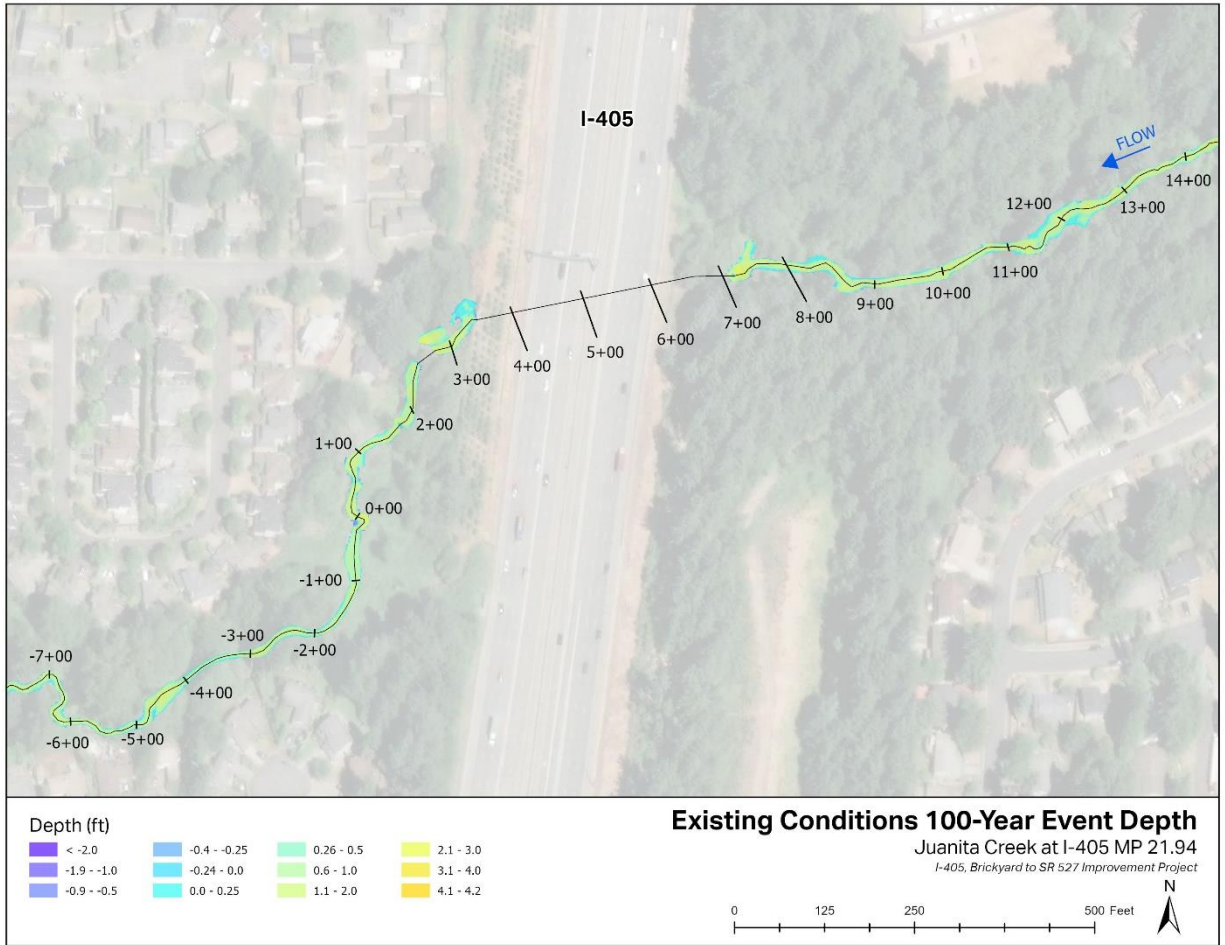 I-405
FLOW
14+00
13+00
12+00
11+00
10+00
9+00
8+00
7+00
6+00
5+00
4+00
3+00
2+00
1+00
0+00
-1+00
-2+00
-3+00
-4+00
-5+00
-6+00
-7+00
Depth (ft)
< -2.0
-1.9 - -1.0
-0.9 - -0.5
-0.4 - -0.25
-0.24 - 0.0
0.0 - 0.25
0.26 - 0.5
0.6 - 1.0
1.1 - 2.0
2.1 - 3.0
3.1 - 4.0
4.1 - 4.2
Existing Conditions 100-Year Event Depth
Juanita Creek at I-405 MP 21.94
I-405, Brickyard to SR 527 Improvement Project
N
0 125 250 500 Feet